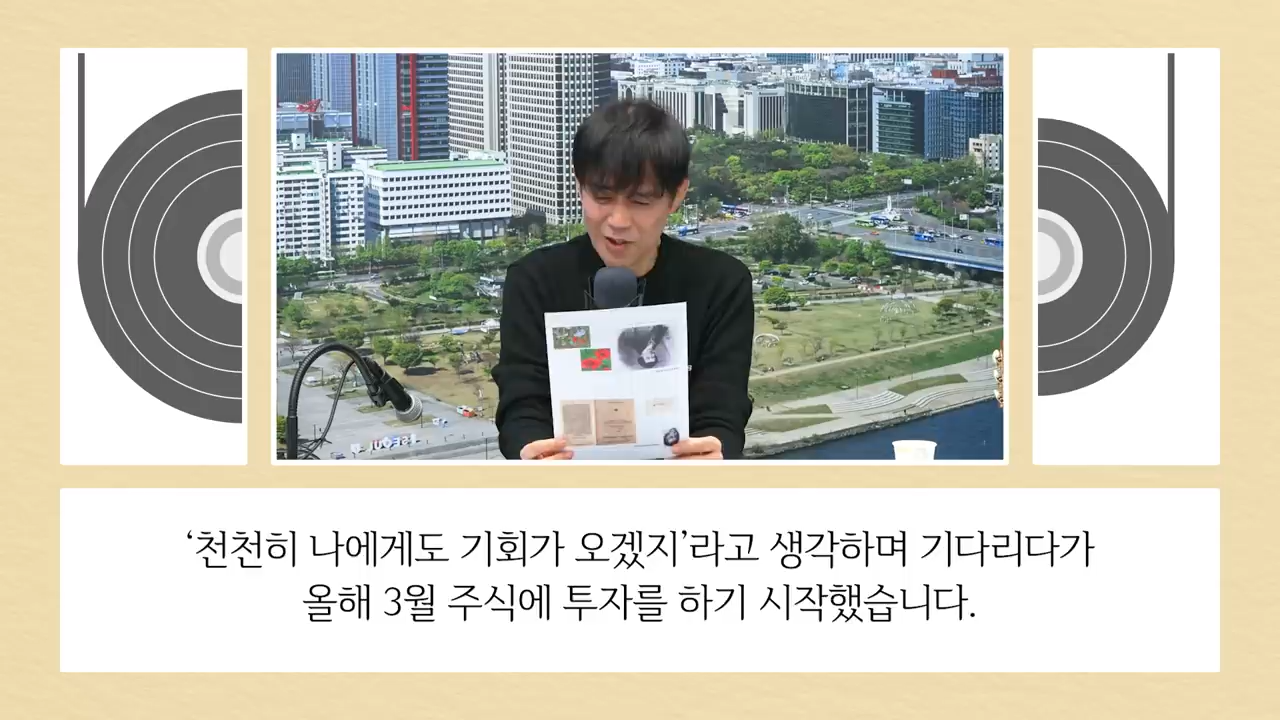 ‘천천히 나에게도 기회가 오겠지’라고 생각하며 기다리다가
올해 3월 주식에 투자를 하기 시작했습니다.